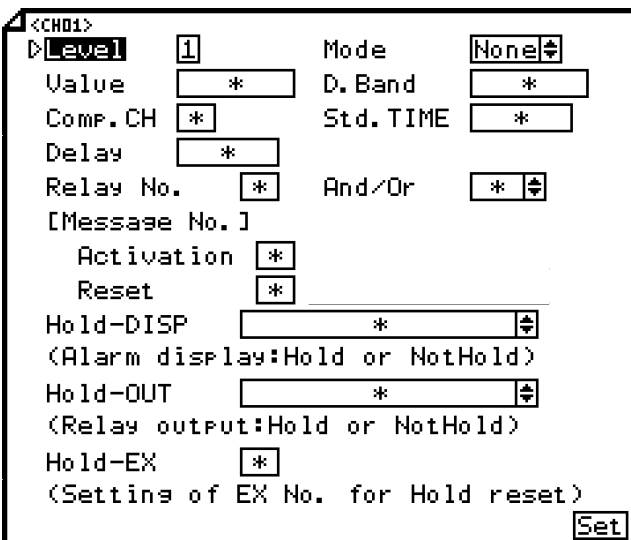 <CH01>
Level 1 Mode None
Value * D.Band *
Comp.CH * Std.TIME *
Delay *
Relay No. * And/Or *
[Message No.]
Activation *
Reset *
Hold-DISP *
(Alarm display:Hold or NotHold)
Hold-OUT *
(Relay output:Hold or NotHold)
Hold-EX *
(Setting of EX No. for Hold reset)
Set